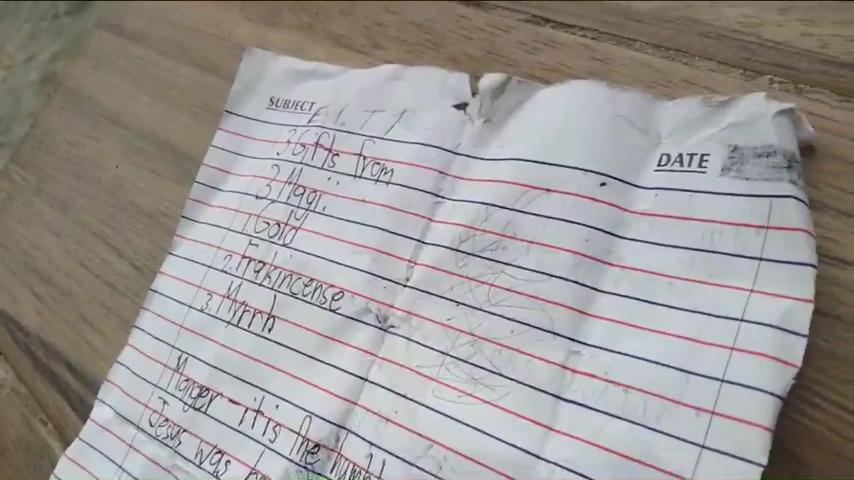 SUBJECT
DATE
3 Gifts from
3 Magi.
1. Gold
2. Frakincense
3. Myrrh
Manger - it is the
Jesus was